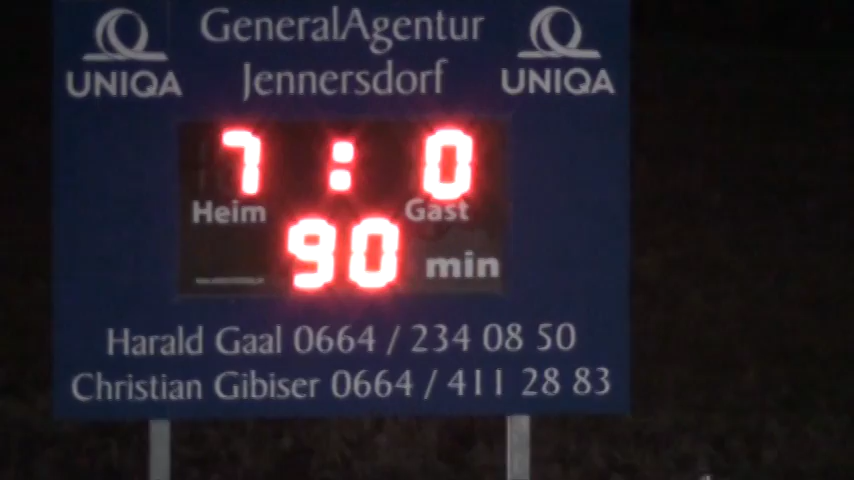 GeneralAgentur
UNIQA Jennersdorf UNIQA
7 : 0
Heim Gast
90 min
Harald Gaal 0664 / 234 08 50
Christian Gibiser 0664 / 411 28 83